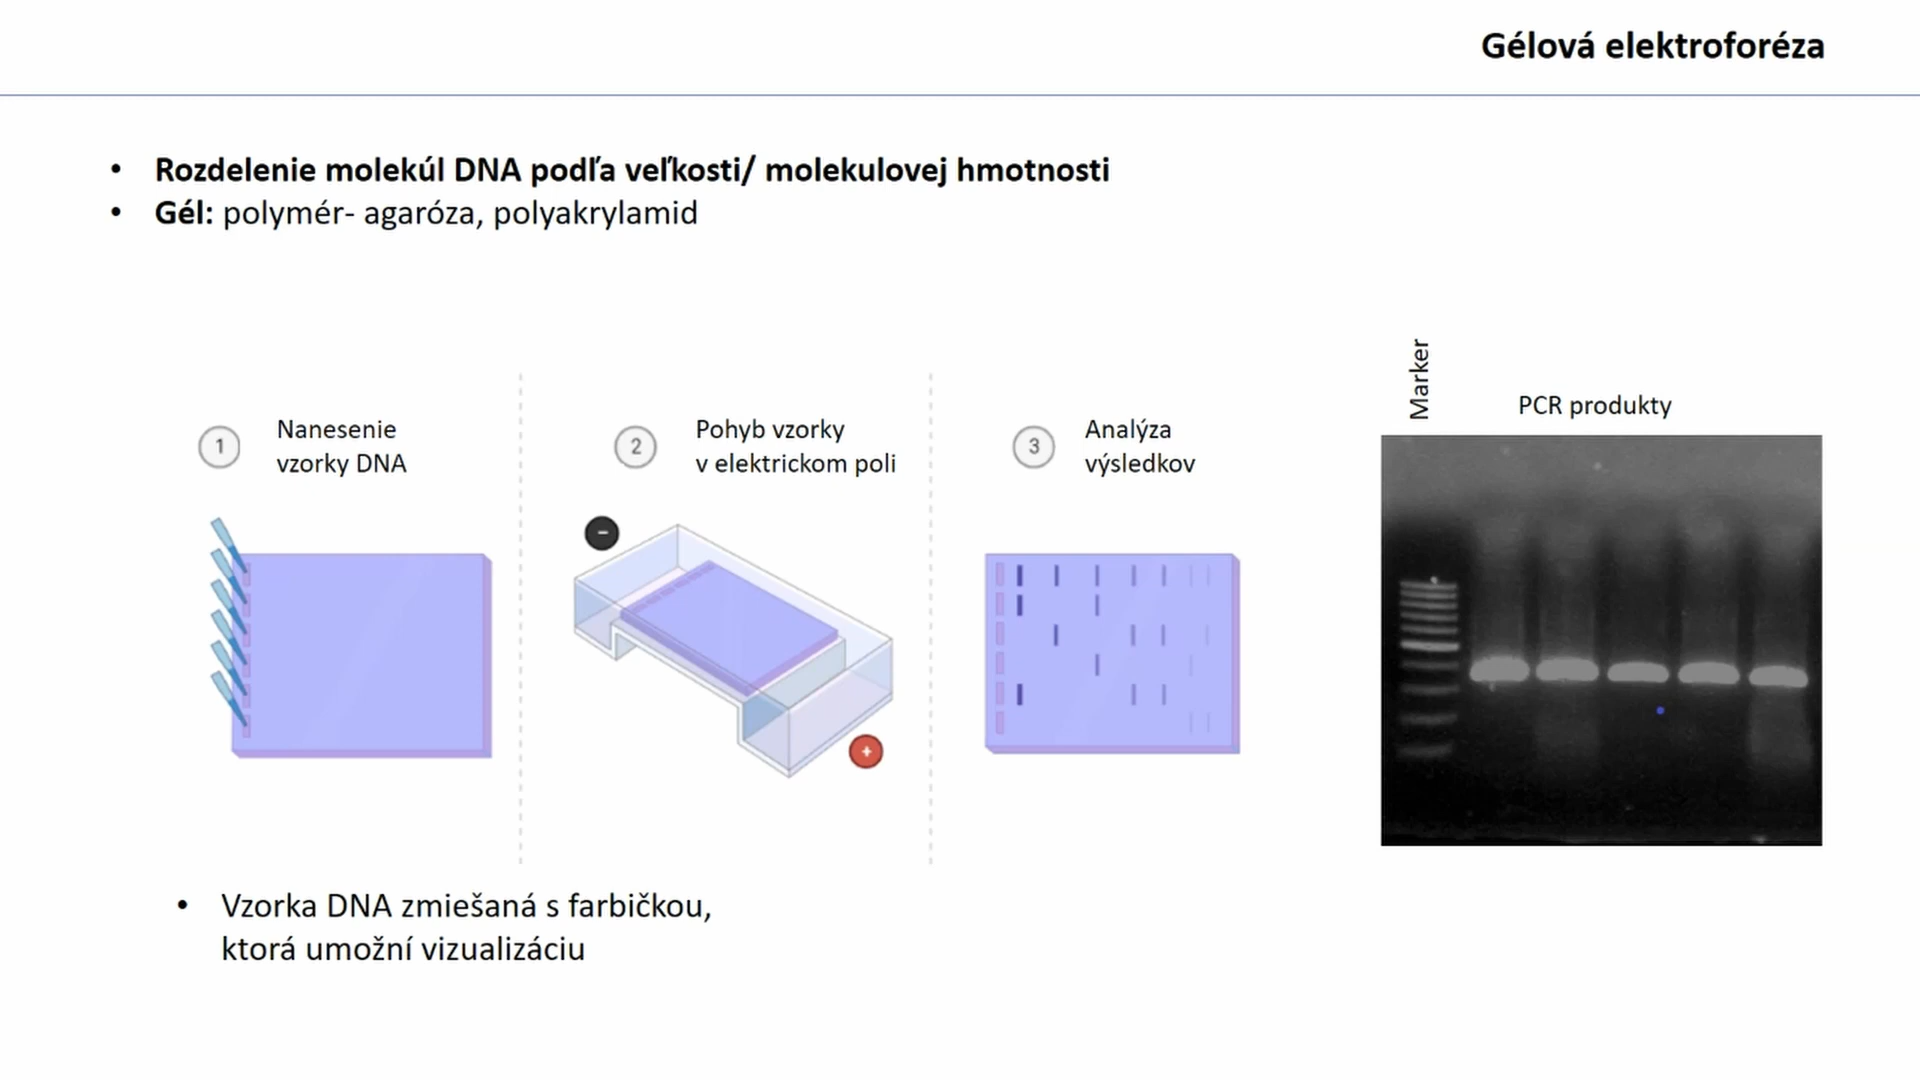 Gélová elektroforéza
• Rozdelenie molekúl DNA podľa veľkosti/ molekulovej hmotnosti
• Gél: polymér- agaróza, polyakrylamid
1
Nanesenie
vzorky DNA
2
Pohyb vzorky
v elektrickom poli
-
+
3
Analýza
výsledkov
Marker
PCR produkty
• Vzorka DNA zmiešaná s farbičkou,
ktorá umožní vizualizáciu